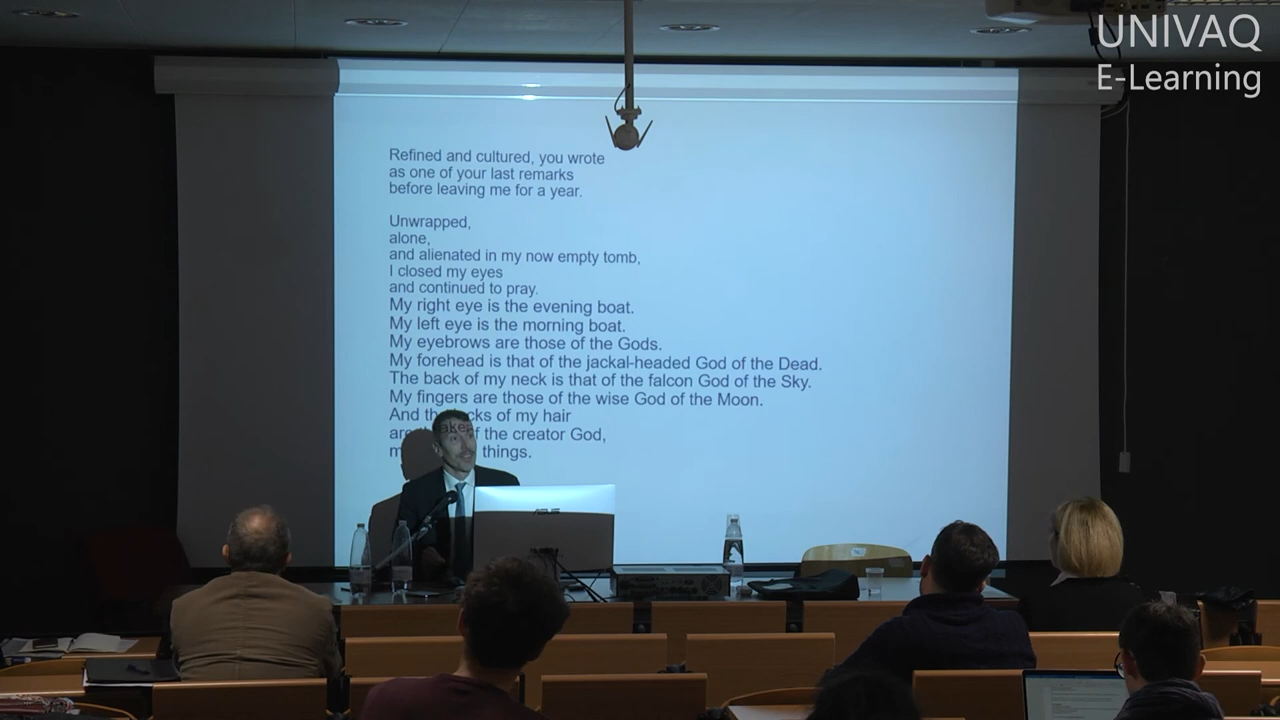 UNIVAQ
E-Learning
Refined and cultured, you wrote
as one of your last remarks
before leaving me for a year.
Unwrapped,
alone,
and alienated in my now empty tomb,
I closed my eyes
and continued to pray.
My right eye is the evening boat.
My left eye is the morning boat.
My eyebrows are those of the Gods.
My forehead is that of the jackal-headed God of the Dead.
The back of my neck is that of the falcon God of the Sky.
My fingers are those of the wise God of the Moon.
And of my hair
of the creator God,
things.
ASUS